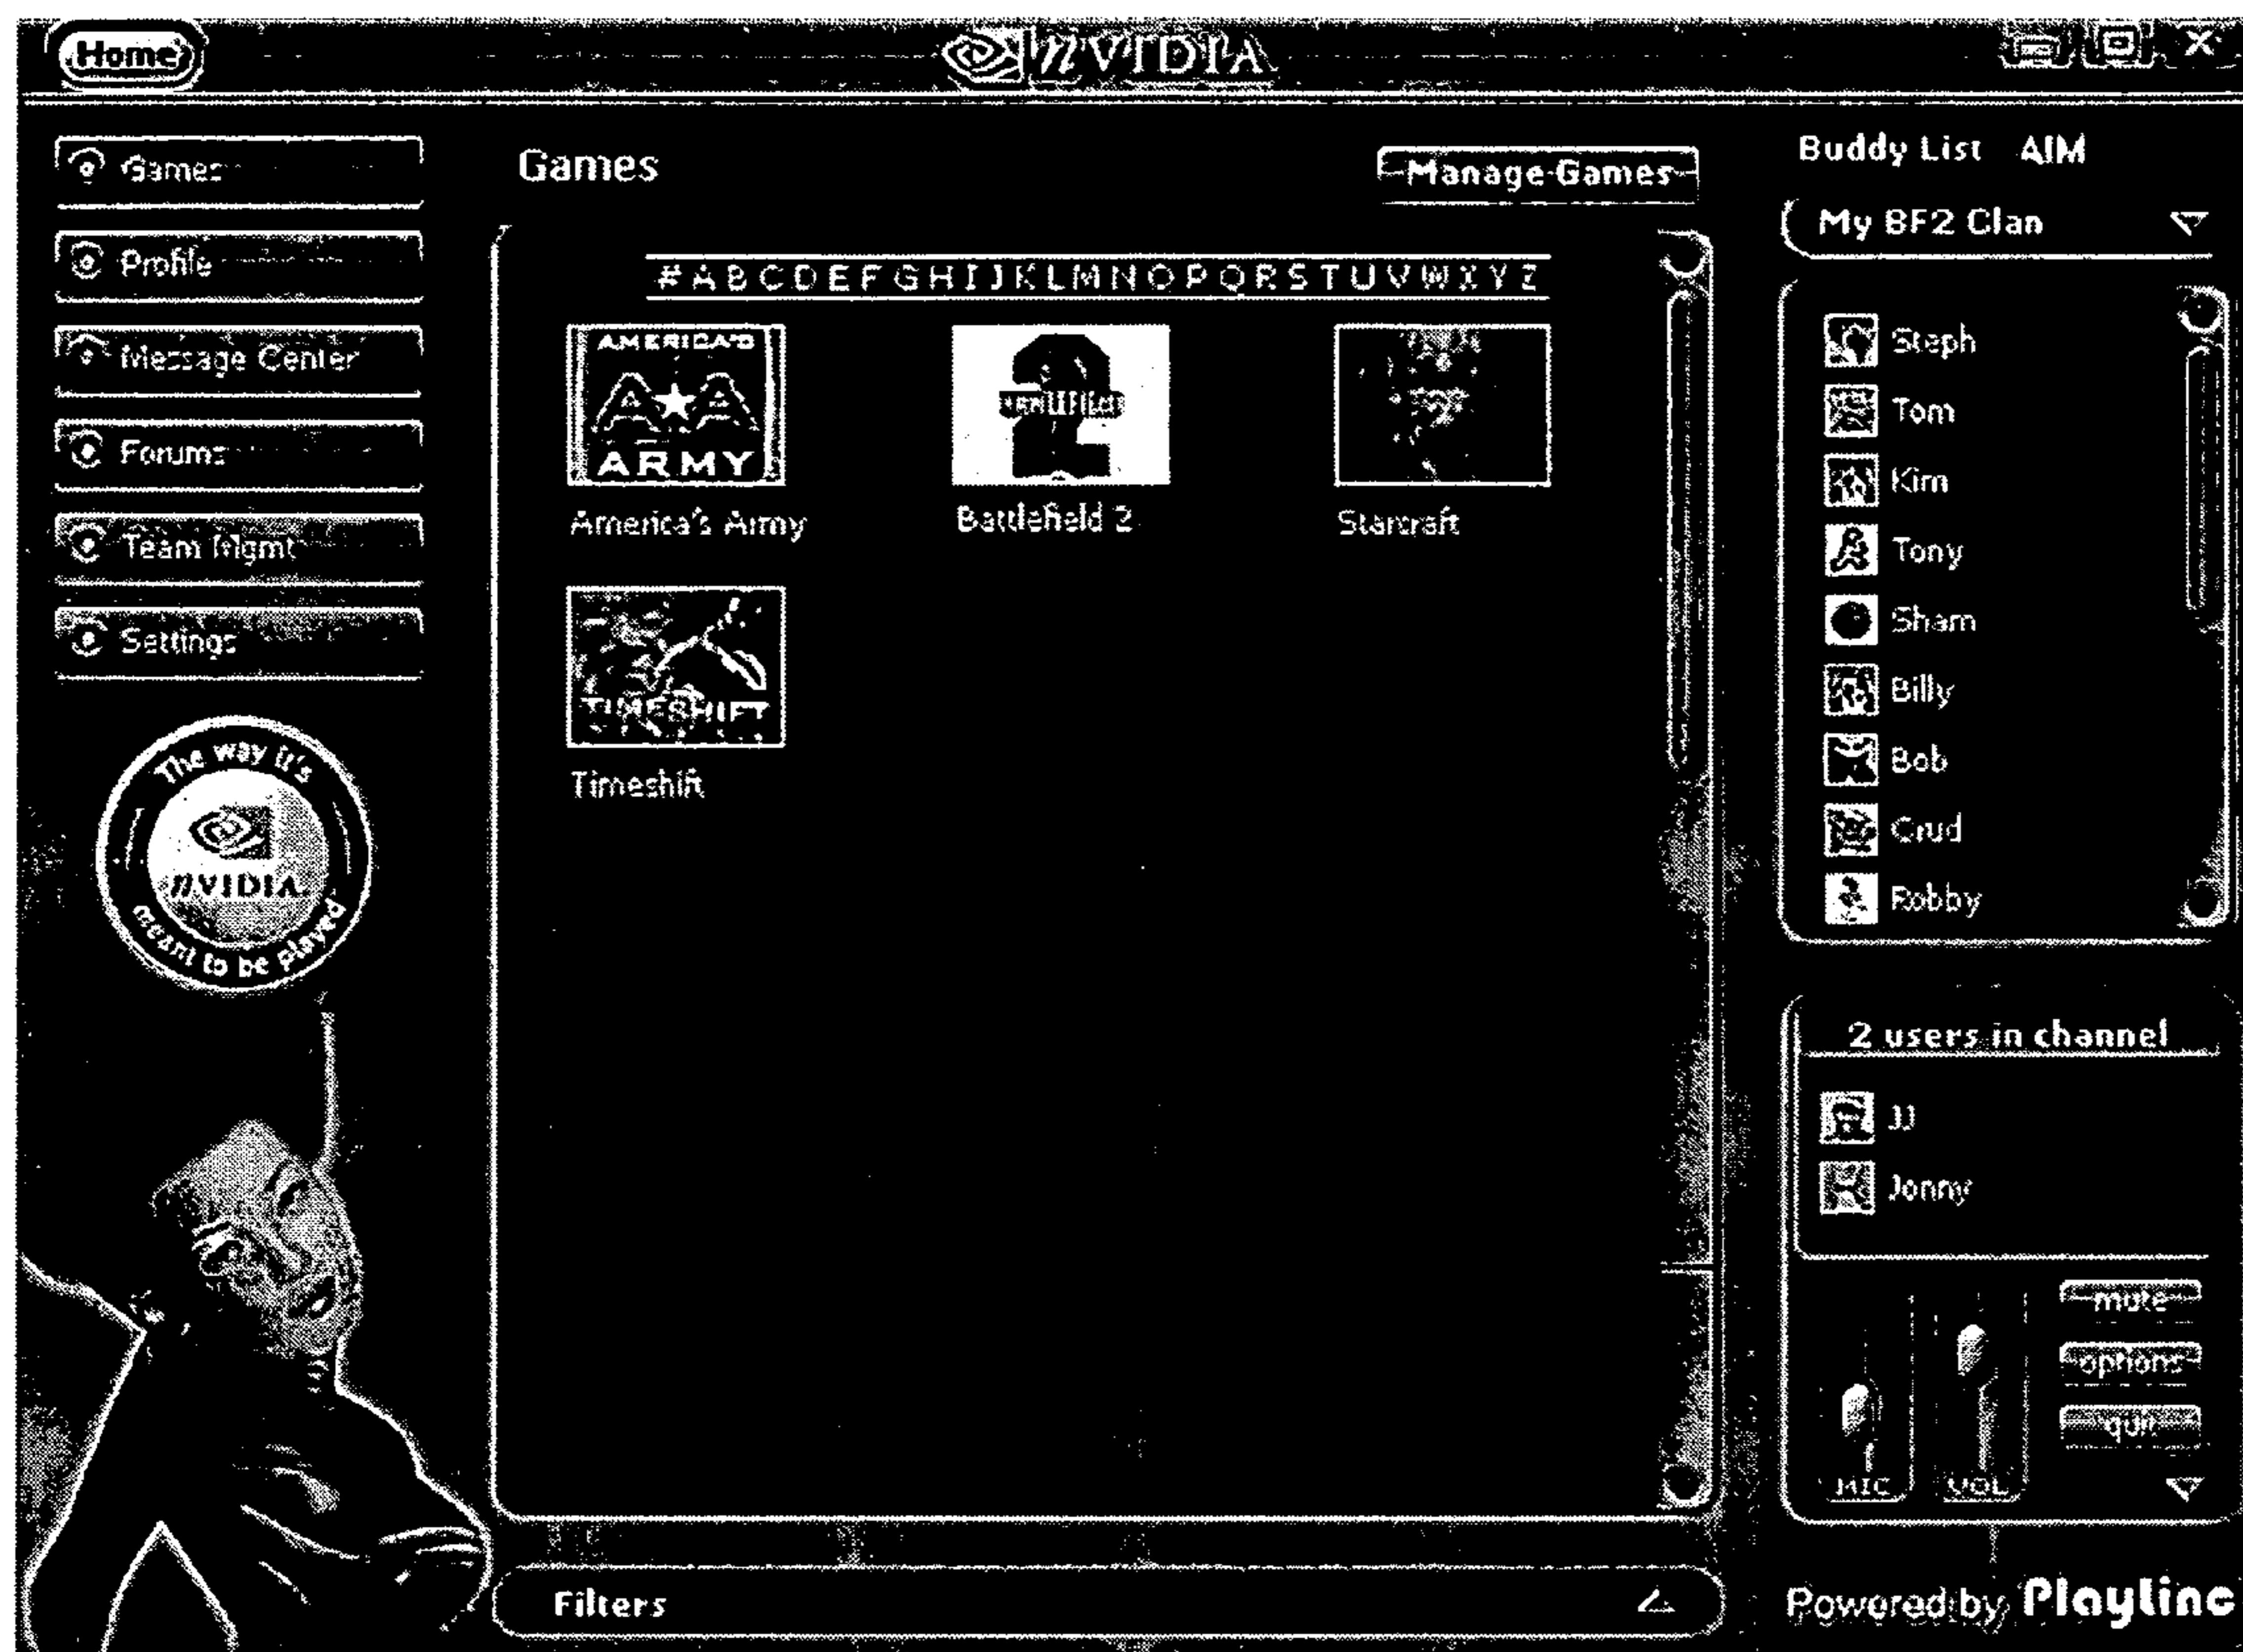 Home
nVIDIA
Games
Profile
Message Center
Forums
Team Mgmt
Settings
The way it's
nVIDIA.
meant to be played
Games
Manage Games
# A B C D E F G H I J K L M N O P Q R S T U V W X Y Z
AMERICA'S
A A
ARMY
America's Army
2
Battlefield 2
Starcraft
TIMESHIFT
Timeshift
Filters
Buddy List AIM
My BF2 Clan
Steph
Tom
Kim
Tony
Sham
Billy
Bob
Crud
Robby
2 users in channel
JJ
Jonny
mute
options
quit
MIC VOL
Powered by Playlinc